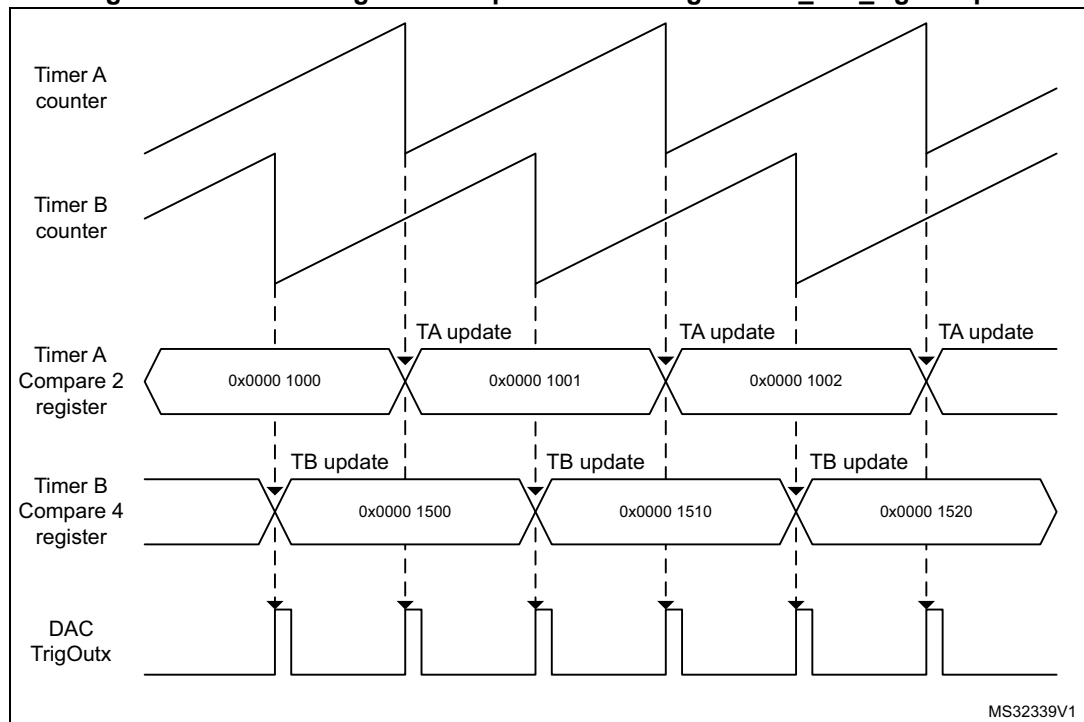 Timer A
counter
Timer B
counter
TA update
TA update
TA update
Timer A
Compare 2
register
0x0000 1000
0x0000 1001
0x0000 1002
TB update
TB update
TB update
Timer B
Compare 4
register
0x0000 1500
0x0000 1510
0x0000 1520
DAC
TrigOutx
MS32339V1